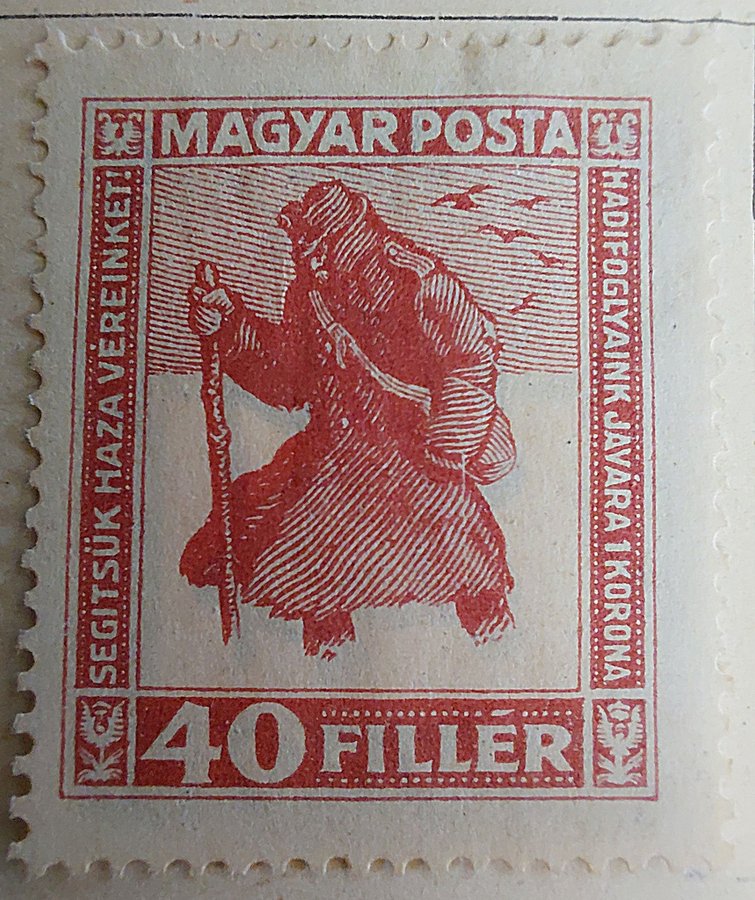 MAGYAR POSTA
SEGITSÜK HAZA VÉREINKET!
HADIFOGLYAINK JAVÁRA 1 KORONA
40 FILLÉR